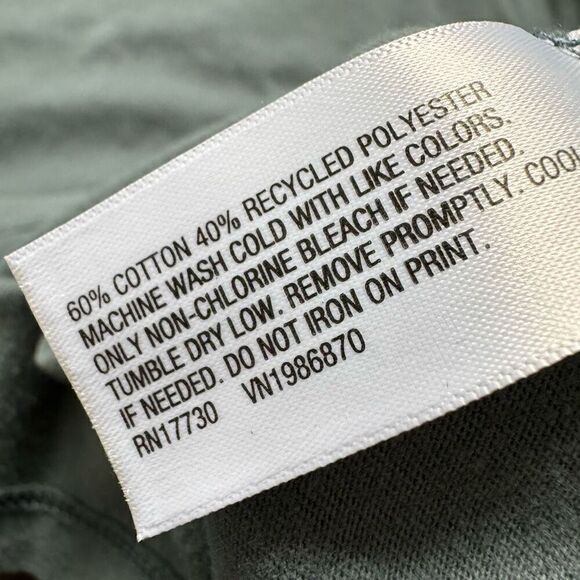 60% COTTON 40% RECYCLED POLYESTER
MACHINE WASH COLD WITH LIKE COLORS.
ONLY NON-CHLORINE BLEACH IF NEEDED.
TUMBLE DRY LOW. REMOVE PROMPTLY. COOL
IF NEEDED. DO NOT IRON ON PRINT.
RN17730 VN1986870